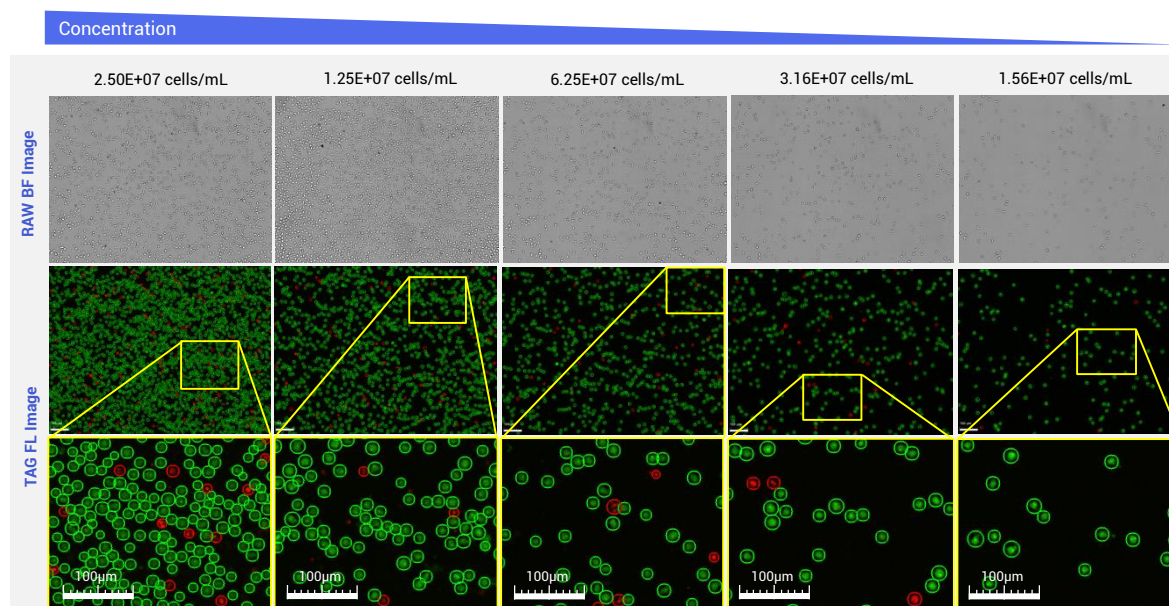 Concentration
2.50E+07 cells/mL
1.25E+07 cells/mL
6.25E+07 cells/mL
3.16E+07 cells/mL
1.56E+07 cells/mL
RAW BF Image
TAG FL Image
100μm
100μm
100μm
100μm
100μm